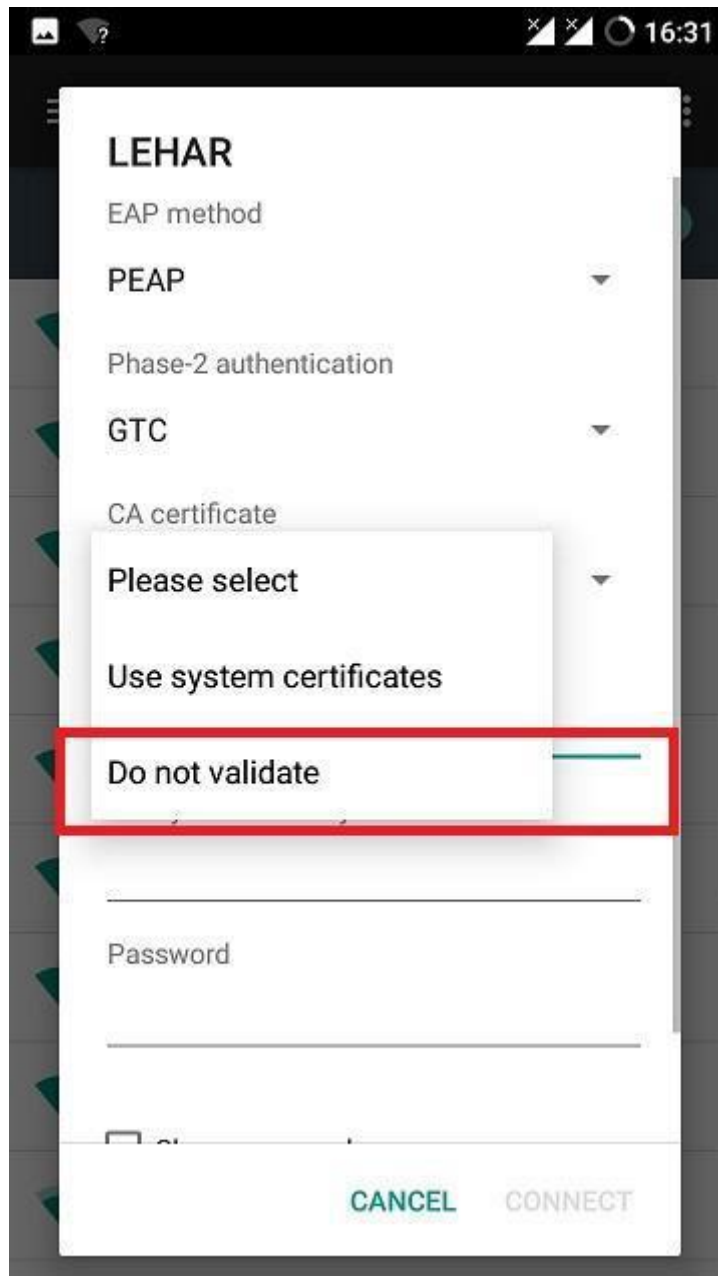 16:31
LEHAR
EAP method
PEAP
Phase-2 authentication
GTC
CA certificate
Please select
Use system certificates
Do not validate
Password
CANCEL CONNECT